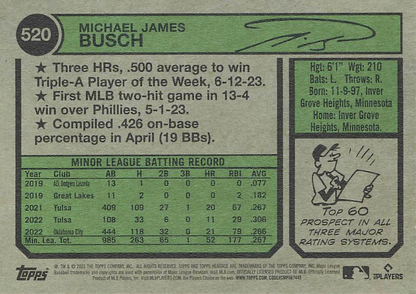 520
MICHAEL JAMES
BUSCH
★ Three HRs, .500 average to win
Triple-A Player of the Week, 6-12-23.
★ First MLB two-hit game in 13-4
win over Phillies, 5-1-23.
★ Compiled .426 on-base
percentage in April (19 BBs).
Hgt: 6'1" Wgt: 210
Bats: L. Throws: R.
Born: 11-9-97, Inver
Grove Heights, Minnesota
Home: Inver Grove
Heights, Minnesota.
MINOR LEAGUE BATTING RECORD
Year Club AB H 2B 3B HR RBI AVG
2019 13 1 0 0 0 2 .077
2019 Great Lakes 11 2 0 0 0 2 .182
2021 Tulsa 409 109 27 1 20 67 .267
2022 Tulsa 108 33 6 0 11 29 .306
2022 Oklahoma City 444 118 32 0 21 79 .266
Min. Lea. Tot. 985 263 65 1 52 177 .267
TOP 60
PROSPECT IN ALL
THREE MAJOR
RATING SYSTEMS.
Topps
MLB PLAYERS